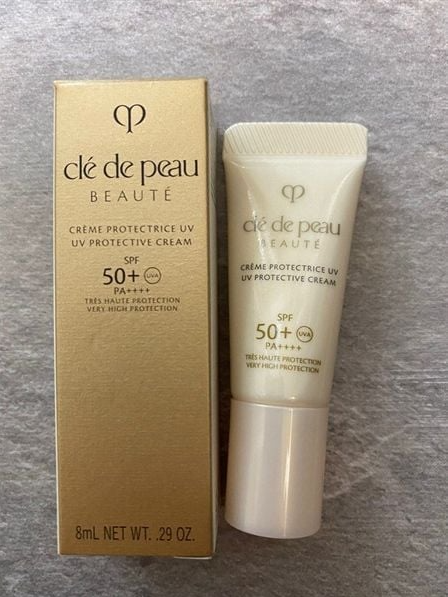 clé de peau
BEAUTÉ
CRÈME PROTECTRICE UV
UV PROTECTIVE CREAM
SPF
50+ UVA
PA++++
TRÈS HAUTE PROTECTION
VERY HIGH PROTECTION
8mL NET WT. .29 OZ.
clé de peau
BEAUTÉ
CRÈME PROTECTRICE UV
UV PROTECTIVE CREAM
SPF
50+ UVA
PA++++
TRÈS HAUTE PROTECTION
VERY HIGH PROTECTION